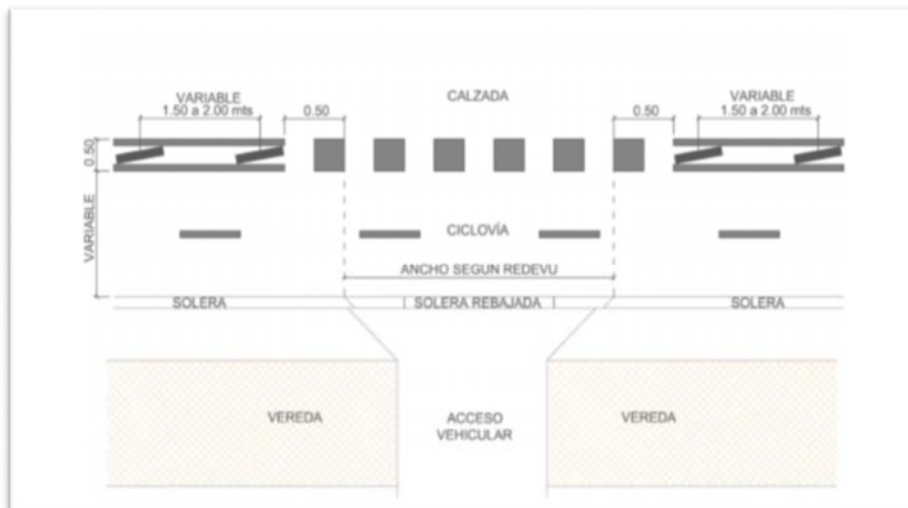 CALZADA
VARIABLE
1.50 a 2.00 mts
0.50
0.50
VARIABLE
1.50 a 2.00 mts
0.50
VARIABLE
CICLOVÍA
ANCHO SEGUN REDEVU
SOLERA
SOLERA REBAJADA
SOLERA
VEREDA
ACCESO
VEHICULAR
VEREDA